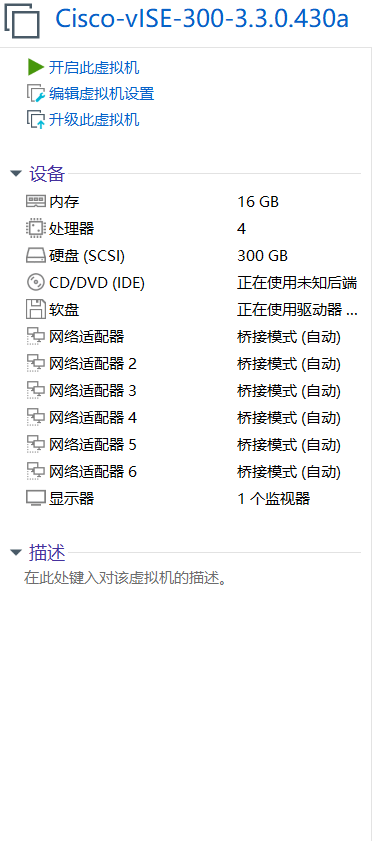 Cisco-vISE-300-3.3.0.430a
开启此虚拟机
编辑虚拟机设置
升级此虚拟机
设备
内存 16 GB
处理器 4
硬盘 (SCSI) 300 GB
CD/DVD (IDE) 正在使用未知后端
软盘 正在使用驱动器 ...
网络适配器 桥接模式 (自动)
网络适配器 2 桥接模式 (自动)
网络适配器 3 桥接模式 (自动)
网络适配器 4 桥接模式 (自动)
网络适配器 5 桥接模式 (自动)
网络适配器 6 桥接模式 (自动)
显示器 1 个监视器
描述
在此处键入对该虚拟机的描述。